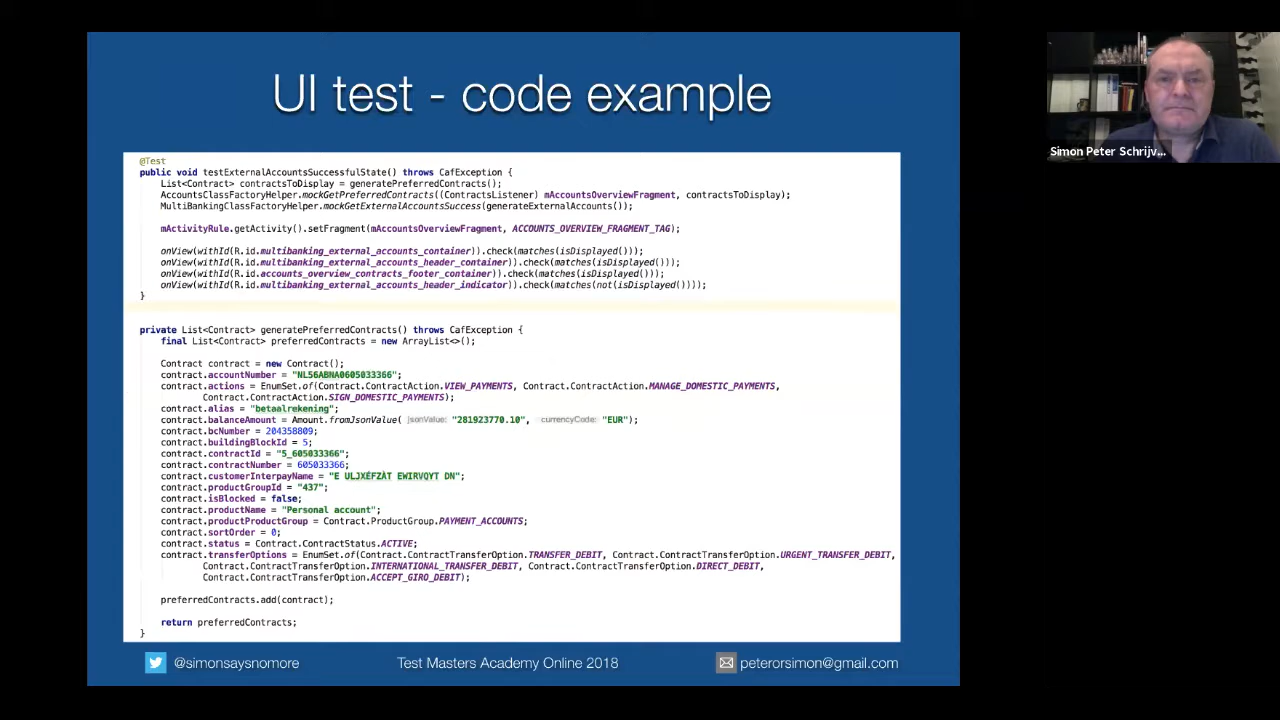 UI test - code example
@Test
public void testExternalAccountsSuccessfulState() throws CafException {
List<Contract> contractsToDisplay = generatePreferredContracts();
AccountsClassFactoryHelper.mockGetPreferredContracts((ContractsListener) mAccountsOverviewFragment, contractsToDisplay);
MultiBankingClassFactoryHelper.mockGetExternalAccountsSuccess(generateExternalAccounts());
mActivityRule.getActivity().setFragment(mAccountsOverviewFragment, ACCOUNTS_OVERVIEW_FRAGMENT_TAG);
onView(withId(R.id.multibanking_external_accounts_container)).check(matches(isDisplayed()));
onView(withId(R.id.multibanking_external_accounts_header_container)).check(matches(isDisplayed()));
onView(withId(R.id.accounts_overview_contracts_footer_container)).check(matches(isDisplayed()));
onView(withId(R.id.multibanking_external_accounts_header_indicator)).check(matches(not(isDisplayed())));
}
private List<Contract> generatePreferredContracts() throws CafException {
final List<Contract> preferredContracts = new ArrayList<>();
Contract contract = new Contract();
contract.accountNumber = "NL56ABNA0605033366";
contract.actions = EnumSet.of(Contract.ContractAction.VIEW_PAYMENTS, Contract.ContractAction.MANAGE_DOMESTIC_PAYMENTS,
Contract.ContractAction.SIGN_DOMESTIC_PAYMENTS);
contract.alias = "betaalrekening";
contract.balanceAmount = Amount.fromJsonValue( jsonValue: "281923770.10", currencyCode: "EUR");
contract.bcNumber = 204358809;
contract.buildingBlockId = 5;
contract.contractId = "5_605033366";
contract.contractNumber = 605033366;
contract.customerInterpayName = "E ULJXÉFZÀT EWIRVQYT DN";
contract.productGroupId = "437";
contract.isBlocked = false;
contract.productName = "Personal account";
contract.productProductGroup = Contract.ProductGroup.PAYMENT_ACCOUNTS;
contract.sortOrder = 0;
contract.status = Contract.ContractStatus.ACTIVE;
contract.transferOptions = EnumSet.of(Contract.ContractTransferOption.TRANSFER_DEBIT, Contract.ContractTransferOption.URGENT_TRANSFER_DEBIT,
Contract.ContractTransferOption.INTERNATIONAL_TRANSFER_DEBIT, Contract.ContractTransferOption.DIRECT_DEBIT,
Contract.ContractTransferOption.ACCEPT_GIRO_DEBIT);
preferredContracts.add(contract);
return preferredContracts;
}
@simonsaysnomore
Test Masters Academy Online 2018
peterorsimon@gmail.com
Simon Peter Schrijv...